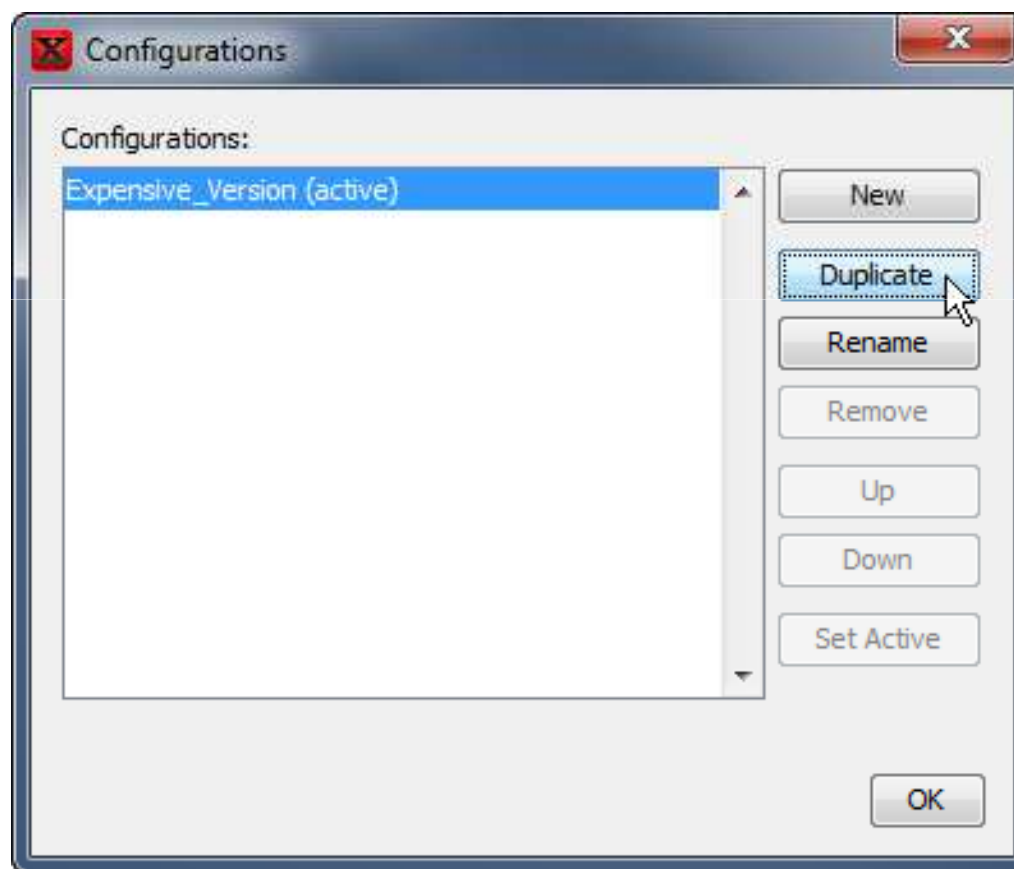 Configurations
Configurations:
Expensive_Version (active)
New
Duplicate
Rename
Remove
Up
Down
Set Active
OK